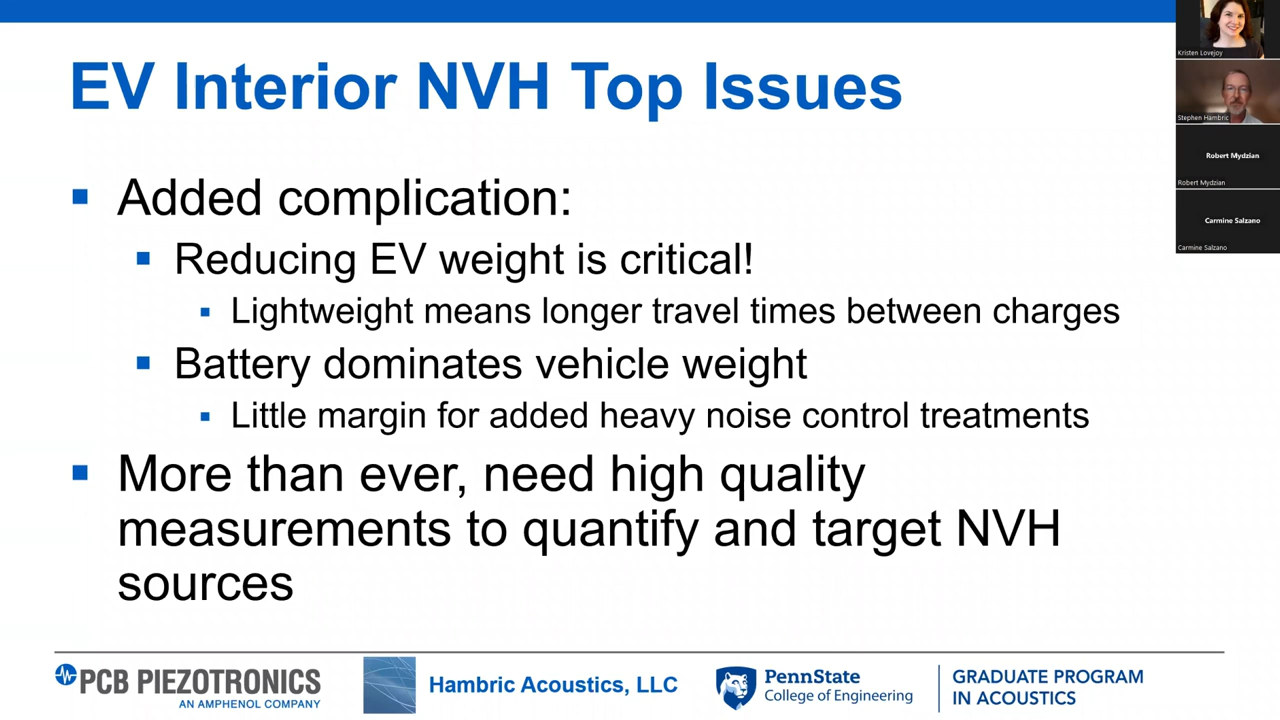 EV Interior NVH Top Issues
Added complication:
Reducing EV weight is critical!
Lightweight means longer travel times between charges
Battery dominates vehicle weight
Little margin for added heavy noise control treatments
More than ever, need high quality
measurements to quantify and target NVH
sources
PCB PIEZOTRONICS
AN AMPHENOL COMPANY
Hambric Acoustics, LLC
PennState
College of Engineering
GRADUATE PROGRAM
IN ACOUSTICS
Kristen Lovejoy
Stephen Hambric
Robert Mydzian
Robert Mydzian
Carmine Salzano
Carmine Salzano